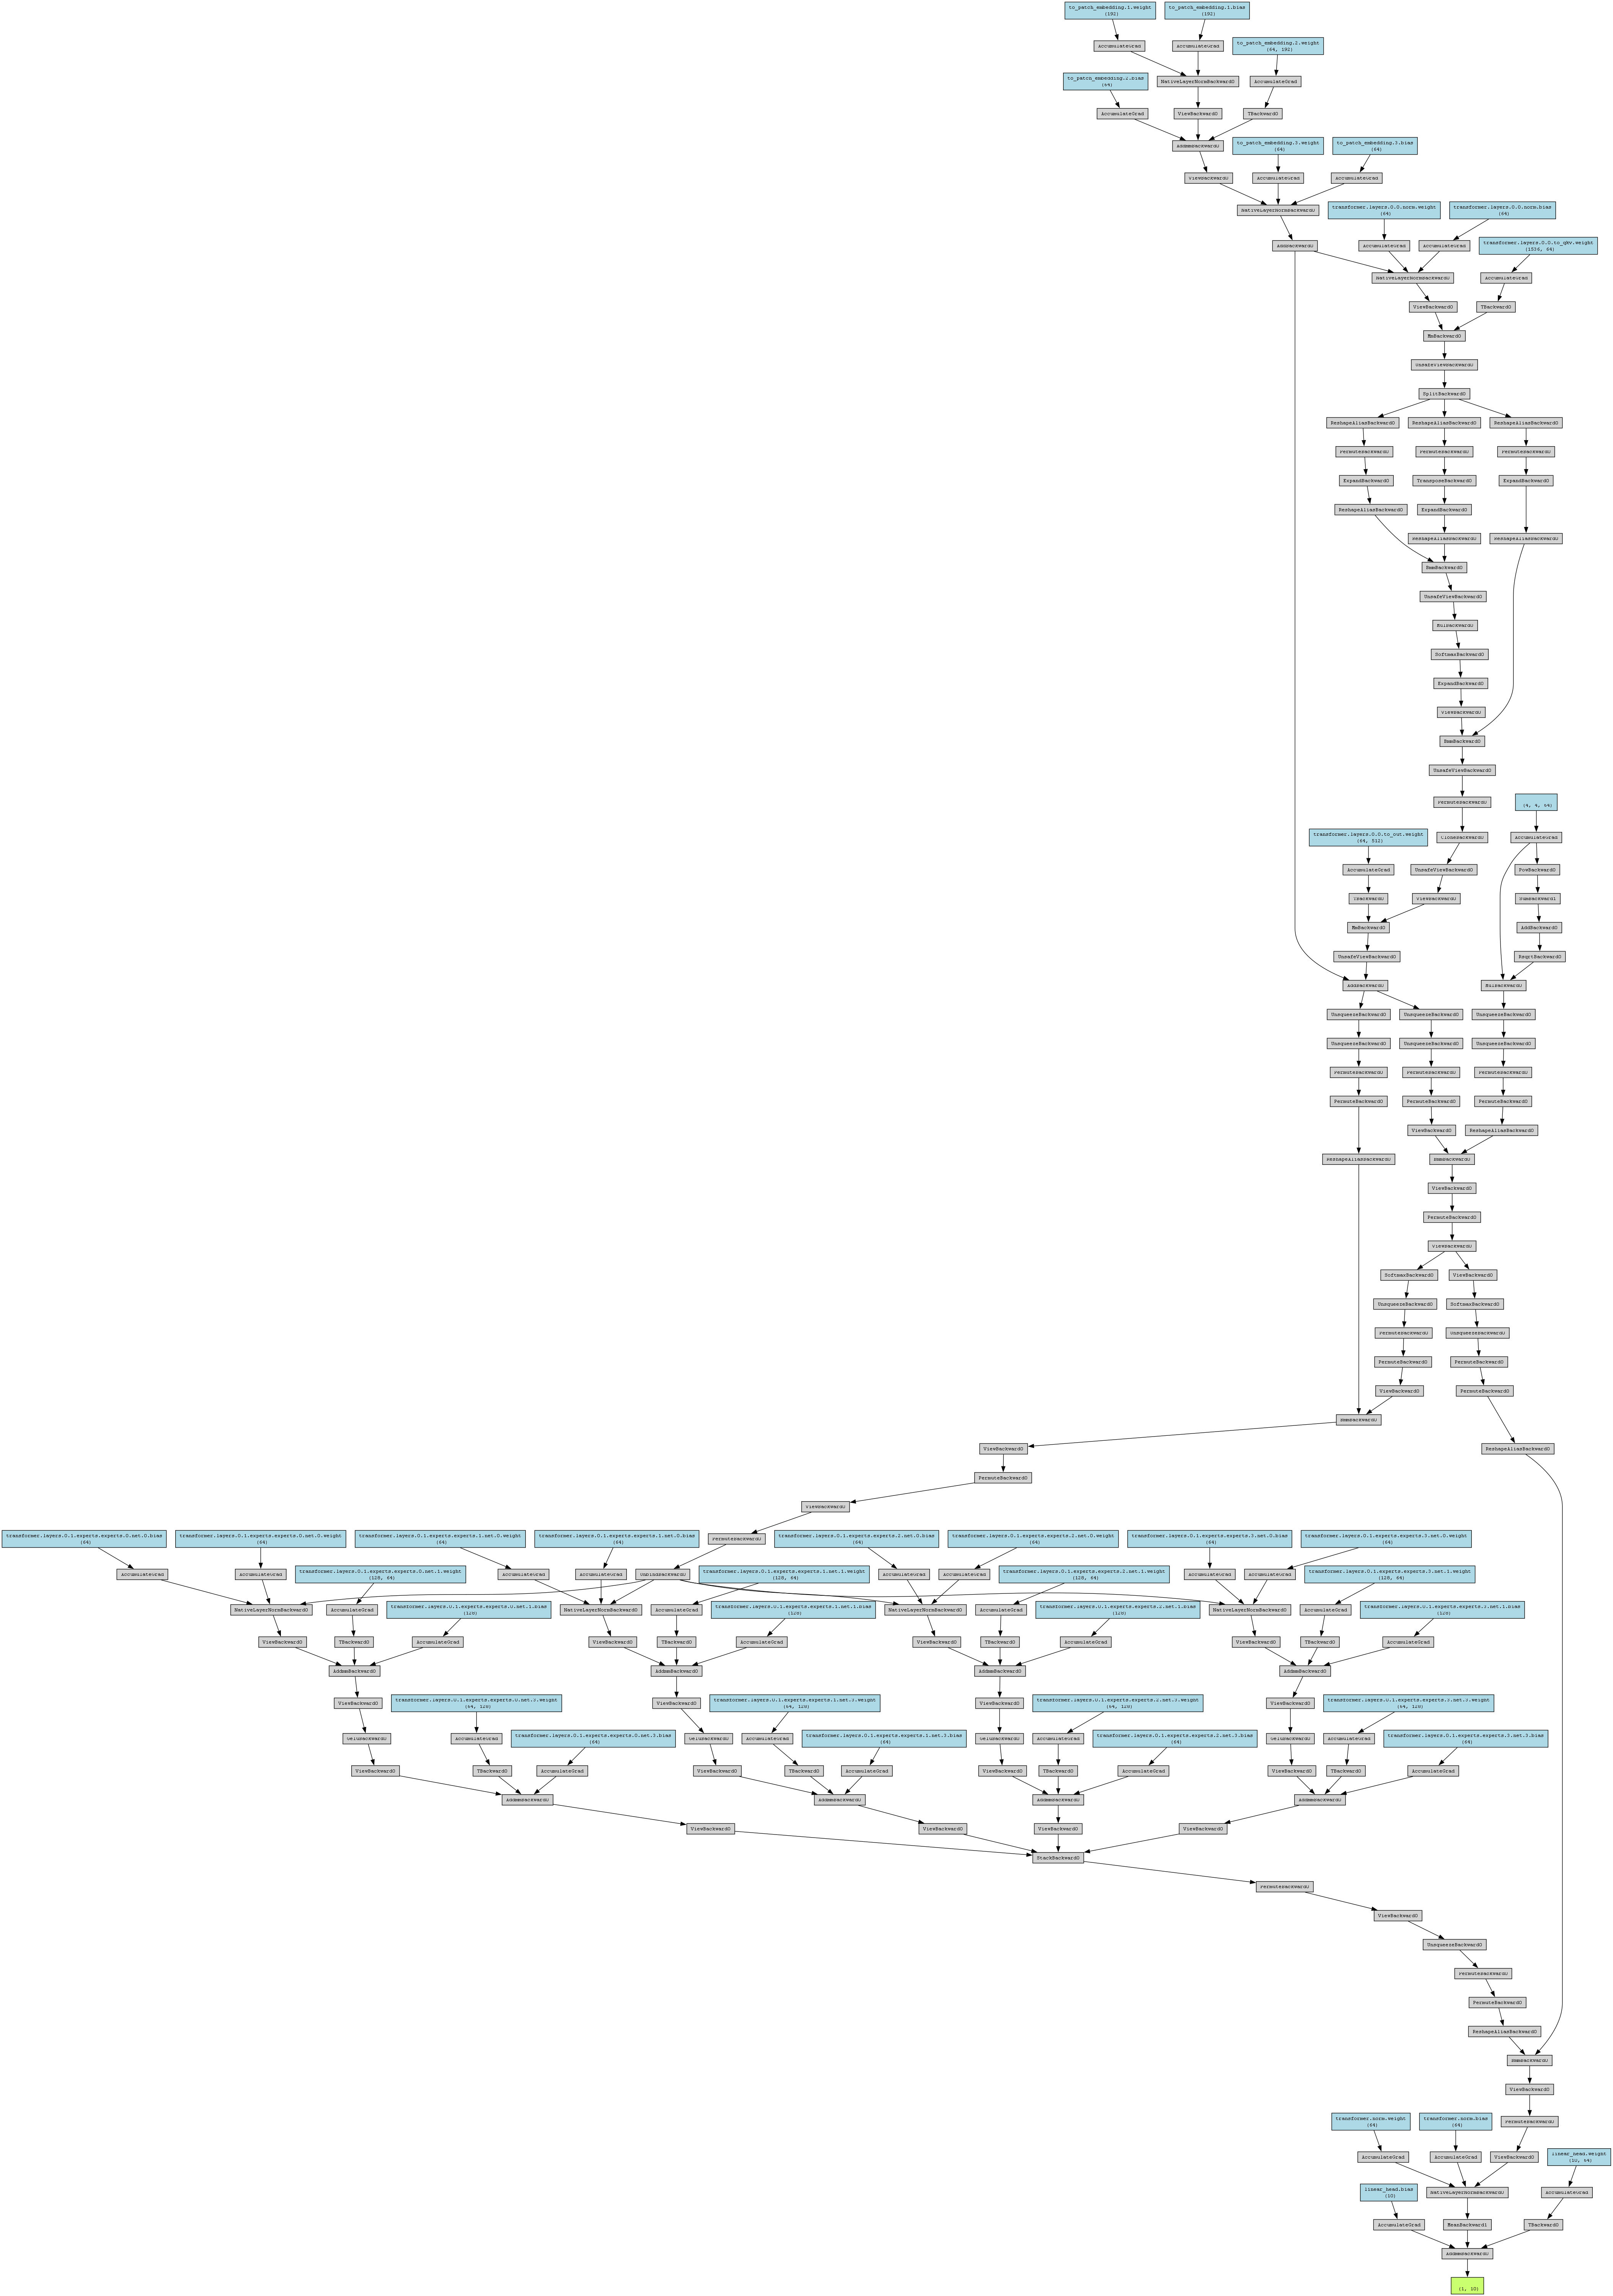 to_patch_embedding.1.weight
(192)
to_patch_embedding.1.bias
(192)
AccumulateGrad
AccumulateGrad
to_patch_embedding.2.weight
(64, 192)
to_patch_embedding.2.bias
(64)
NativeLayerNormBackward0
AccumulateGrad
AccumulateGrad
ViewBackward0
TBackward0
AddmmBackward0
to_patch_embedding.3.weight
(64)
to_patch_embedding.3.bias
(64)
ViewBackward0
AccumulateGrad
AccumulateGrad
NativeLayerNormBackward0
transformer.layers.0.0.norm.weight
(64)
transformer.layers.0.0.norm.bias
(64)
AddBackward0
AccumulateGrad
AccumulateGrad
transformer.layers.0.0.to_qkv.weight
(1536, 64)
NativeLayerNormBackward0
AccumulateGrad
ViewBackward0
TBackward0
MmBackward0
UnsafeViewBackward0
SplitBackward0
ReshapeAliasBackward0
ReshapeAliasBackward0
ReshapeAliasBackward0
PermuteBackward0
PermuteBackward0
PermuteBackward0
ExpandBackward0
TransposeBackward0
ExpandBackward0
ReshapeAliasBackward0
ExpandBackward0
ReshapeAliasBackward0
ReshapeAliasBackward0
BmmBackward0
UnsafeViewBackward0
MulBackward0
SoftmaxBackward0
ExpandBackward0
ViewBackward0
BmmBackward0
UnsafeViewBackward0
PermuteBackward0
(4, 4, 64)
transformer.layers.0.0.to_out.weight
(64, 512)
CloneBackward0
AccumulateGrad
AccumulateGrad
UnsafeViewBackward0
PowBackward0
TBackward0
ViewBackward0
SumBackward1
MmBackward0
AddBackward0
UnsafeViewBackward0
RsqrtBackward0
AddBackward0
MulBackward0
UnsqueezeBackward0
UnsqueezeBackward0
UnsqueezeBackward0
UnsqueezeBackward0
UnsqueezeBackward0
UnsqueezeBackward0
PermuteBackward0
PermuteBackward0
PermuteBackward0
PermuteBackward0
PermuteBackward0
PermuteBackward0
ViewBackward0
ReshapeAliasBackward0
ReshapeAliasBackward0
BmmBackward0
ViewBackward0
PermuteBackward0
ViewBackward0
SoftmaxBackward0
ViewBackward0
UnsqueezeBackward0
SoftmaxBackward0
PermuteBackward0
UnsqueezeBackward0
PermuteBackward0
PermuteBackward0
ViewBackward0
PermuteBackward0
BmmBackward0
ViewBackward0
ReshapeAliasBackward0
PermuteBackward0
ViewBackward0
transformer.layers.0.1.experts.experts.0.net.0.bias
(64)
transformer.layers.0.1.experts.experts.0.net.0.weight
(64)
transformer.layers.0.1.experts.experts.1.net.0.weight
(64)
transformer.layers.0.1.experts.experts.1.net.0.bias
(64)
PermuteBackward0
transformer.layers.0.1.experts.experts.2.net.0.bias
(64)
transformer.layers.0.1.experts.experts.2.net.0.weight
(64)
transformer.layers.0.1.experts.experts.3.net.0.bias
(64)
transformer.layers.0.1.experts.experts.3.net.0.weight
(64)
AccumulateGrad
AccumulateGrad
transformer.layers.0.1.experts.experts.0.net.1.weight
(128, 64)
AccumulateGrad
AccumulateGrad
UnbindBackward0
transformer.layers.0.1.experts.experts.1.net.1.weight
(128, 64)
AccumulateGrad
AccumulateGrad
transformer.layers.0.1.experts.experts.2.net.1.weight
(128, 64)
AccumulateGrad
AccumulateGrad
transformer.layers.0.1.experts.experts.3.net.1.weight
(128, 64)
NativeLayerNormBackward0
AccumulateGrad
transformer.layers.0.1.experts.experts.0.net.1.bias
(128)
NativeLayerNormBackward0
AccumulateGrad
transformer.layers.0.1.experts.experts.1.net.1.bias
(128)
NativeLayerNormBackward0
AccumulateGrad
transformer.layers.0.1.experts.experts.2.net.1.bias
(128)
NativeLayerNormBackward0
AccumulateGrad
transformer.layers.0.1.experts.experts.3.net.1.bias
(128)
ViewBackward0
TBackward0
AccumulateGrad
ViewBackward0
TBackward0
AccumulateGrad
ViewBackward0
TBackward0
AccumulateGrad
ViewBackward0
TBackward0
AccumulateGrad
AddmmBackward0
AddmmBackward0
AddmmBackward0
AddmmBackward0
ViewBackward0
transformer.layers.0.1.experts.experts.0.net.3.weight
(64, 128)
ViewBackward0
transformer.layers.0.1.experts.experts.1.net.3.weight
(64, 128)
ViewBackward0
transformer.layers.0.1.experts.experts.2.net.3.weight
(64, 128)
ViewBackward0
transformer.layers.0.1.experts.experts.3.net.3.weight
(64, 128)
GeluBackward0
AccumulateGrad
transformer.layers.0.1.experts.experts.0.net.3.bias
(64)
GeluBackward0
AccumulateGrad
transformer.layers.0.1.experts.experts.1.net.3.bias
(64)
GeluBackward0
AccumulateGrad
transformer.layers.0.1.experts.experts.2.net.3.bias
(64)
GeluBackward0
AccumulateGrad
transformer.layers.0.1.experts.experts.3.net.3.bias
(64)
ViewBackward0
TBackward0
AccumulateGrad
ViewBackward0
TBackward0
AccumulateGrad
ViewBackward0
TBackward0
AccumulateGrad
ViewBackward0
TBackward0
AccumulateGrad
AddmmBackward0
AddmmBackward0
AddmmBackward0
AddmmBackward0
ViewBackward0
ViewBackward0
ViewBackward0
ViewBackward0
StackBackward0
PermuteBackward0
ViewBackward0
UnsqueezeBackward0
PermuteBackward0
PermuteBackward0
ReshapeAliasBackward0
BmmBackward0
ViewBackward0
transformer.norm.weight
(64)
transformer.norm.bias
(64)
PermuteBackward0
AccumulateGrad
AccumulateGrad
ViewBackward0
linear_head.weight
(10, 64)
linear_head.bias
(10)
NativeLayerNormBackward0
AccumulateGrad
AccumulateGrad
MeanBackward1
TBackward0
AddmmBackward0
(1, 10)